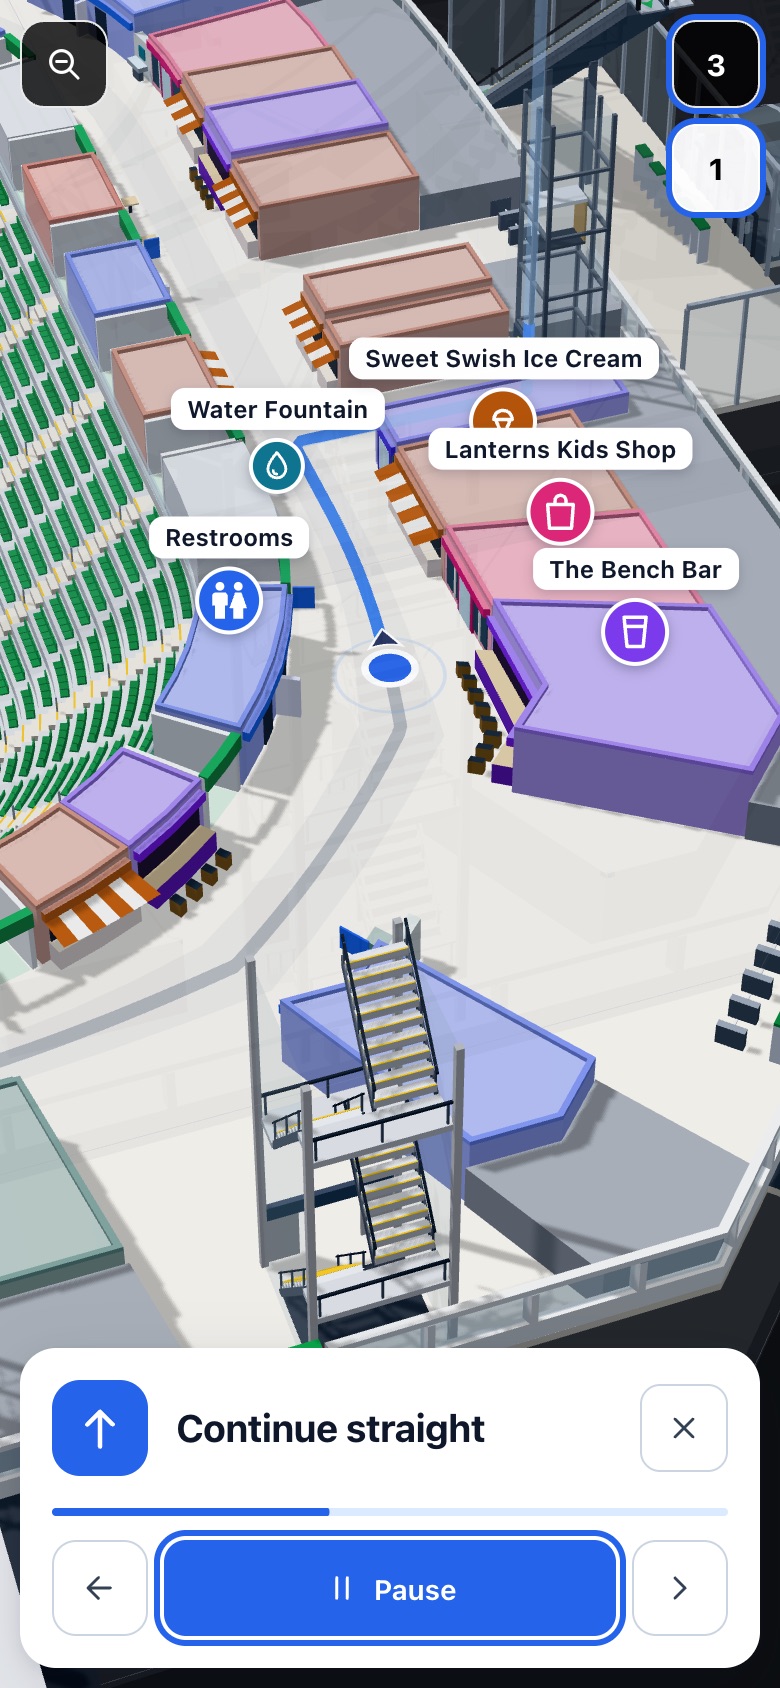 3
1
Sweet Swish Ice Cream
Water Fountain
Lanterns Kids Shop
Restrooms
The Bench Bar
Continue straight
Pause